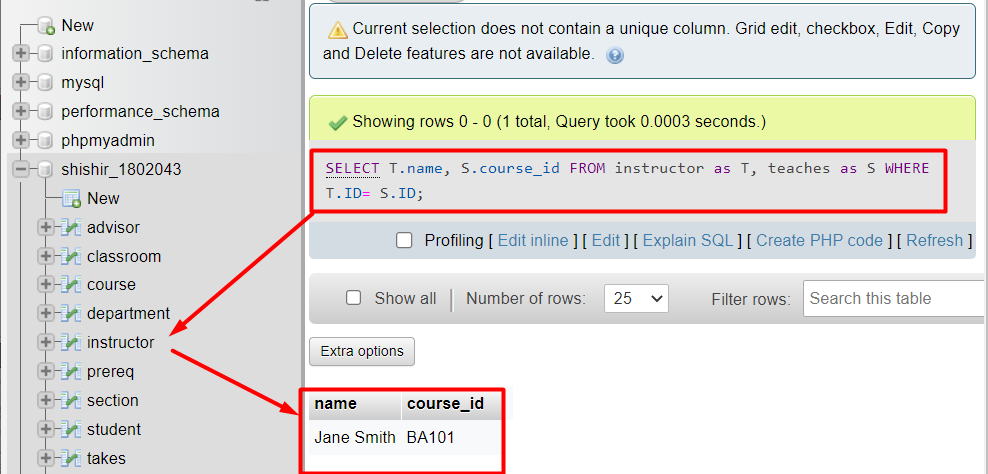 New
information_schema
mysql
performance_schema
phpmyadmin
shishir_1802043
New
advisor
classroom
course
department
instructor
prereq
section
student
takes
Current selection does not contain a unique column. Grid edit, checkbox, Edit, Copy
and Delete features are not available.
Showing rows 0 - 0 (1 total, Query took 0.0003 seconds.)
SELECT T.name, S.course_id FROM instructor as T, teaches as S WHERE
T.ID= S.ID;
Profiling [ Edit inline ] [ Edit ] [ Explain SQL ] [ Create PHP code ] [ Refresh ]
Show all Number of rows: 25 Filter rows: Search this table
Extra options
name course_id
Jane Smith BA101